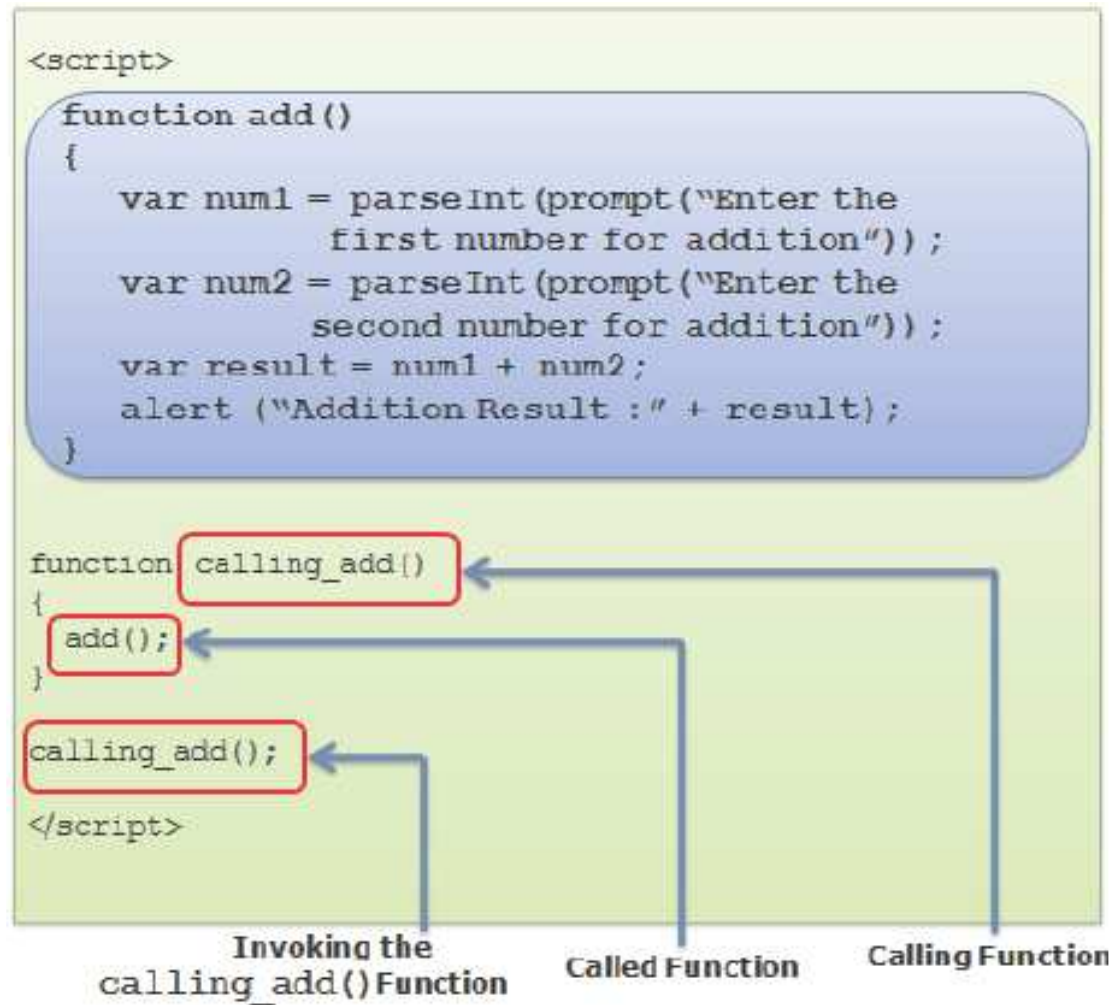 <script>
function add()
{
var num1 = parseInt(prompt(“Enter the
first number for addition”));
var num2 = parseInt(prompt(“Enter the
second number for addition”));
var result = num1 + num2;
alert (“Addition Result :” + result);
}
function calling_add()
{
add();
}
calling_add();
</script>
Invoking the
calling_add() Function
Called Function
Calling Function